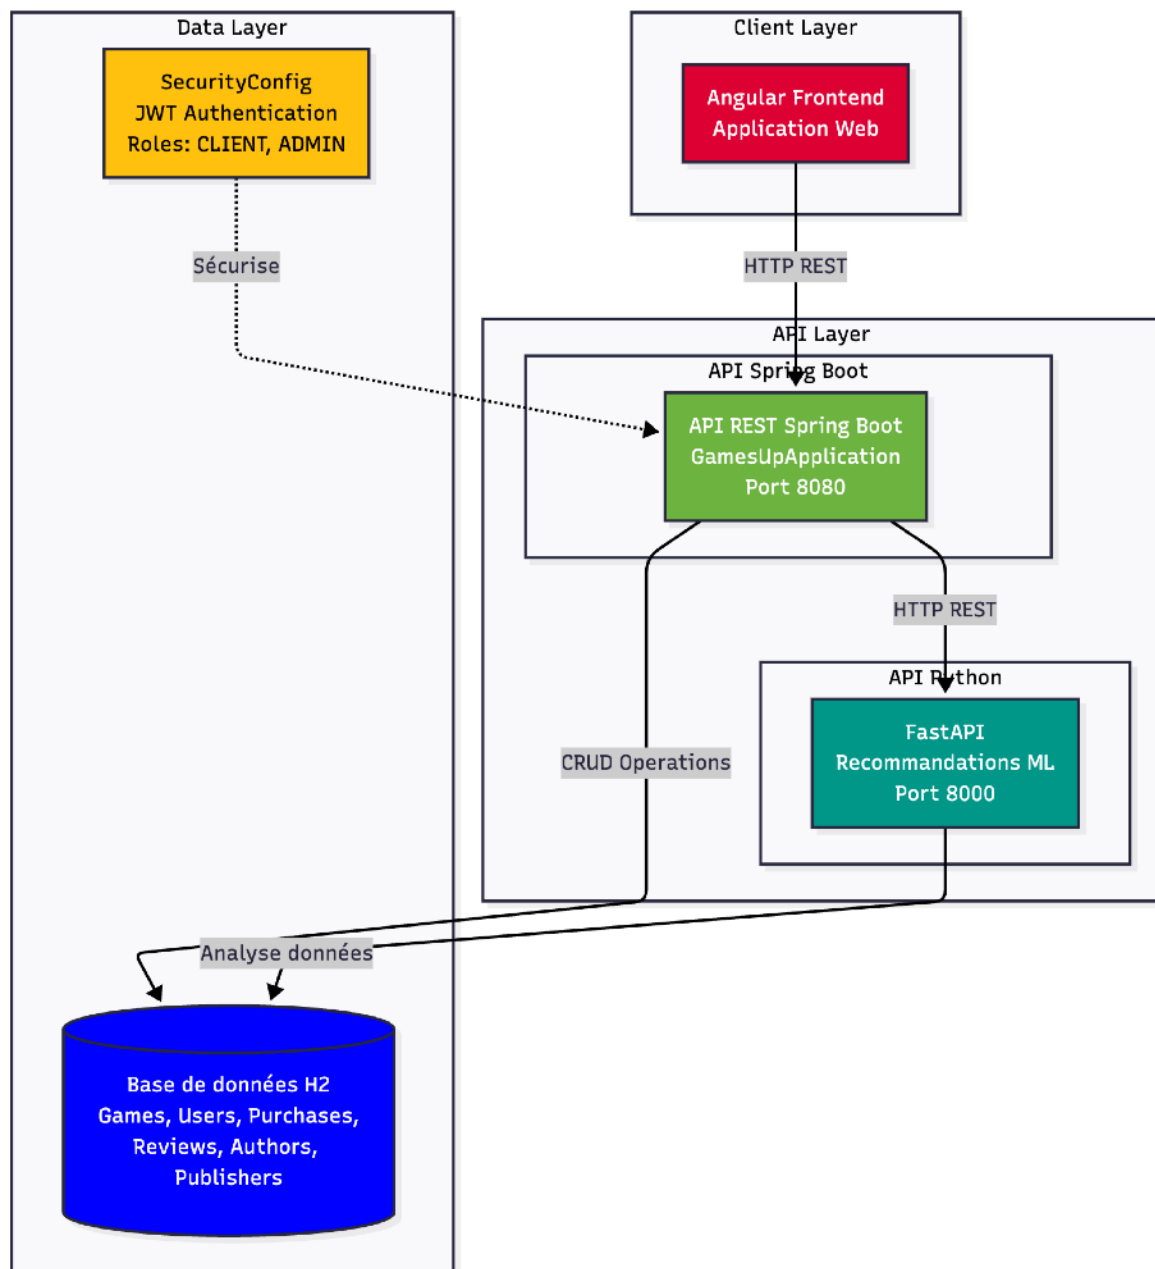 Data Layer
SecurityConfig
JWT Authentication
Roles: CLIENT, ADMIN
Sécurise
Client Layer
Angular Frontend
Application Web
HTTP REST
API Layer
API Spring Boot
API REST Spring Boot
GamesUpApplication
Port 8080
HTTP REST
API Python
FastAPI
Recommandations ML
Port 8000
CRUD Operations
Analyse données
Base de données H2
Games, Users, Purchases,
Reviews, Authors,
Publishers